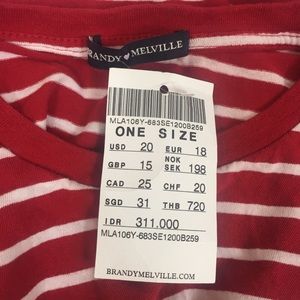 BRANDY♥MELVILLE
MLA106Y-683SE1200B259
ONE SIZE
USD 20 EUR 18
GBP 15 NOK SEK 198
CAD 25 CHF 20
SGD 31 THB 720
IDR 311.000
MLA106Y-683SE1200B259
BRANDYMELVILLE.COM